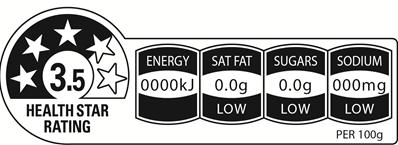 3.5
HEALTH STAR
RATING
ENERGY
0000kJ
SAT FAT
0.0g
LOW
SUGARS
0.0g
LOW
SODIUM
000mg
LOW
PER 100g